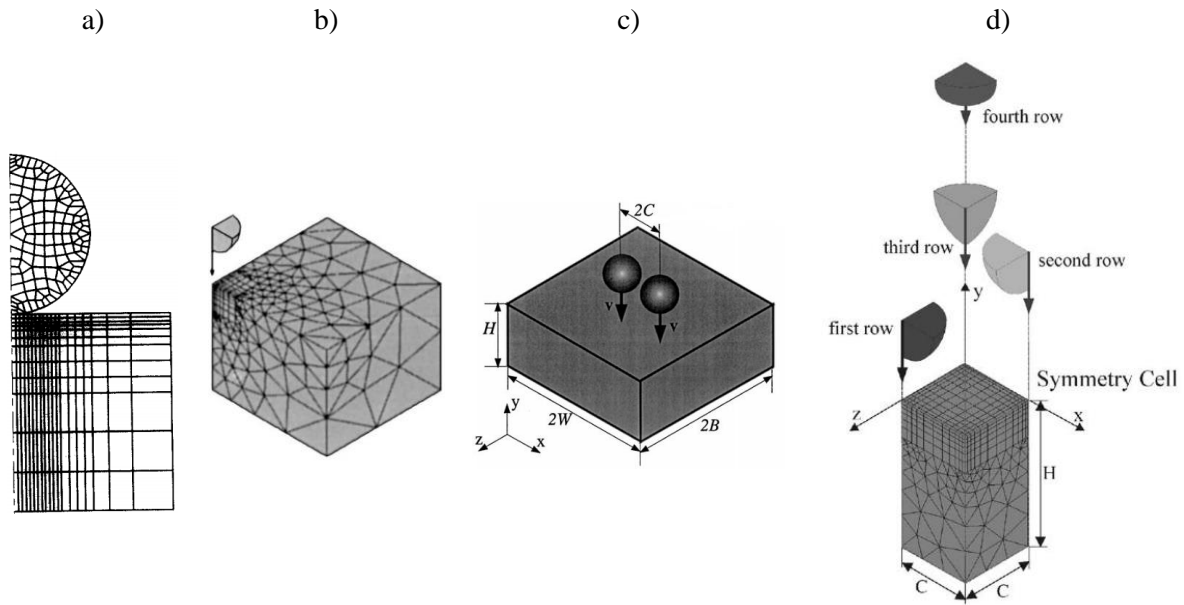 a)
b)
c)
d)
fourth row
2C
third row
second row
v
v
y
first row
H
Symmetry Cell
z
x
2W
2B
y
z
x
H
C
C